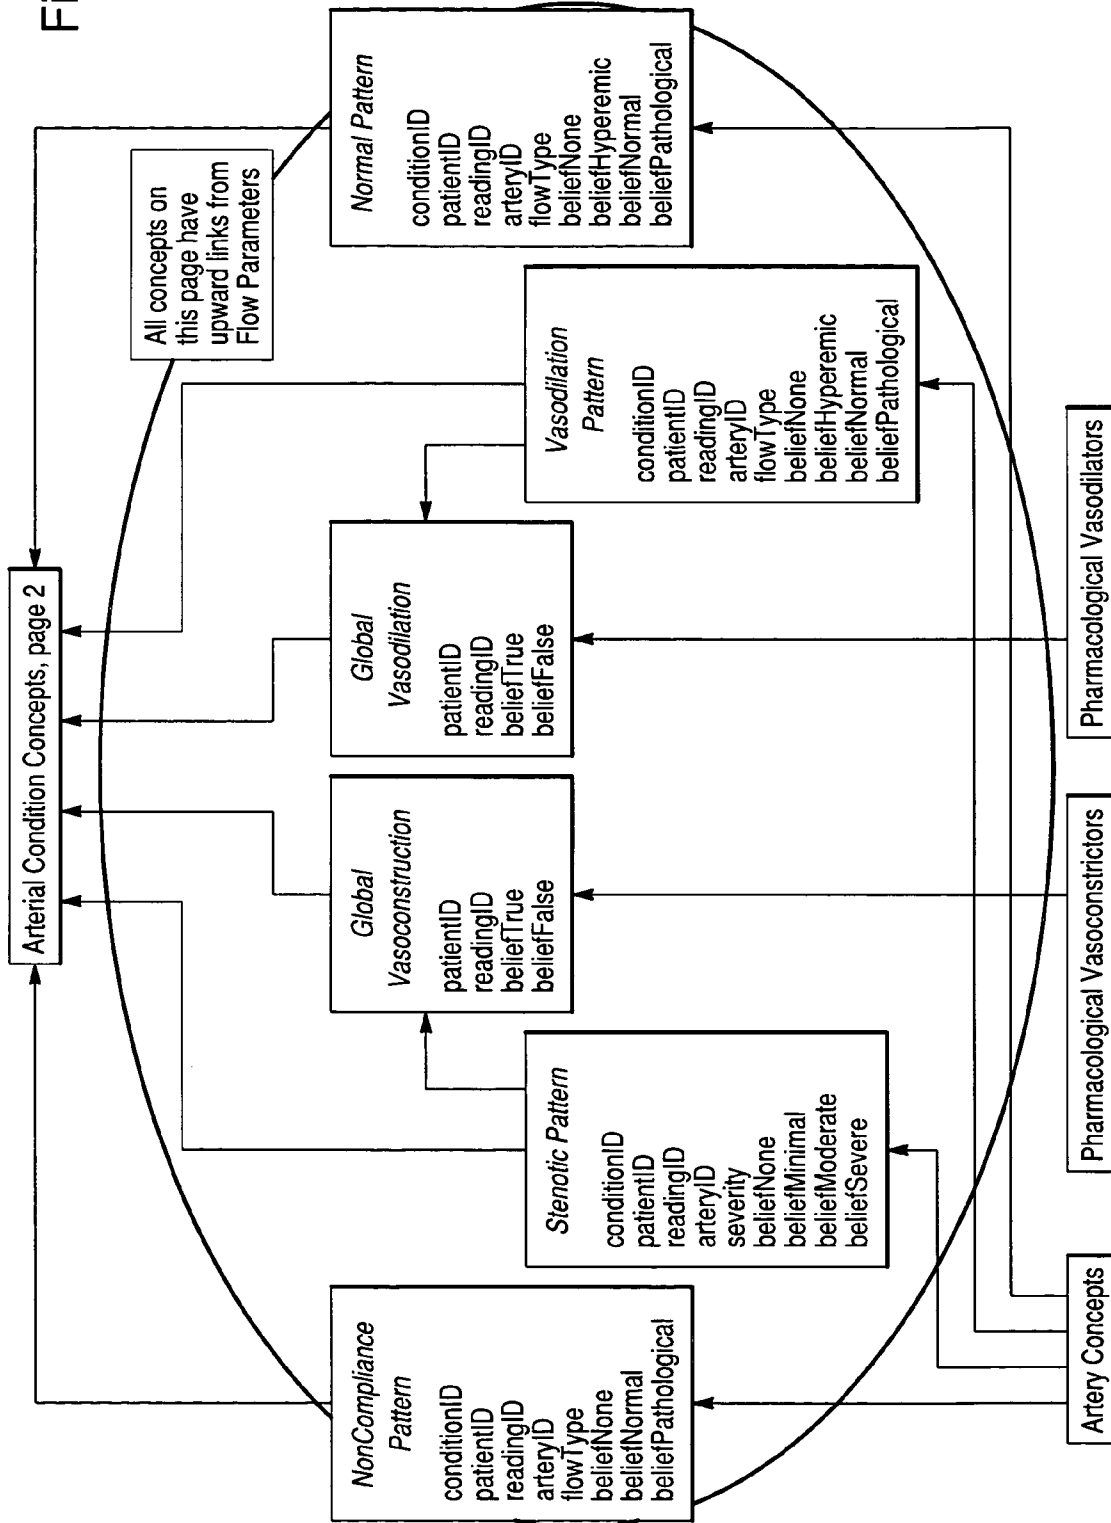 Fi
Arterial Condition Concepts, page 2
All concepts on
this page have
upward links from
Flow Parameters
NonCompliance
Pattern
conditionID
patientID
readingID
arteryID
flowType
beliefNone
beliefNormal
beliefPathological
Stenotic Pattern
conditionID
patientID
readingID
arteryID
severity
beliefNone
beliefMinimal
beliefModerate
beliefSevere
Global
Vasoconstruction
patientID
readingID
beliefTrue
beliefFalse
Global
Vasodilation
patientID
readingID
beliefTrue
beliefFalse
Vasodilation
Pattern
conditionID
patientID
readingID
arteryID
flowType
beliefNone
beliefHyperemic
beliefNormal
beliefPathological
Normal Pattern
conditionID
patientID
readingID
arteryID
flowType
beliefNone
beliefHyperemic
beliefNormal
beliefPathological
Artery Concepts
Pharmacological Vasoconstrictors
Pharmacological Vasodilators